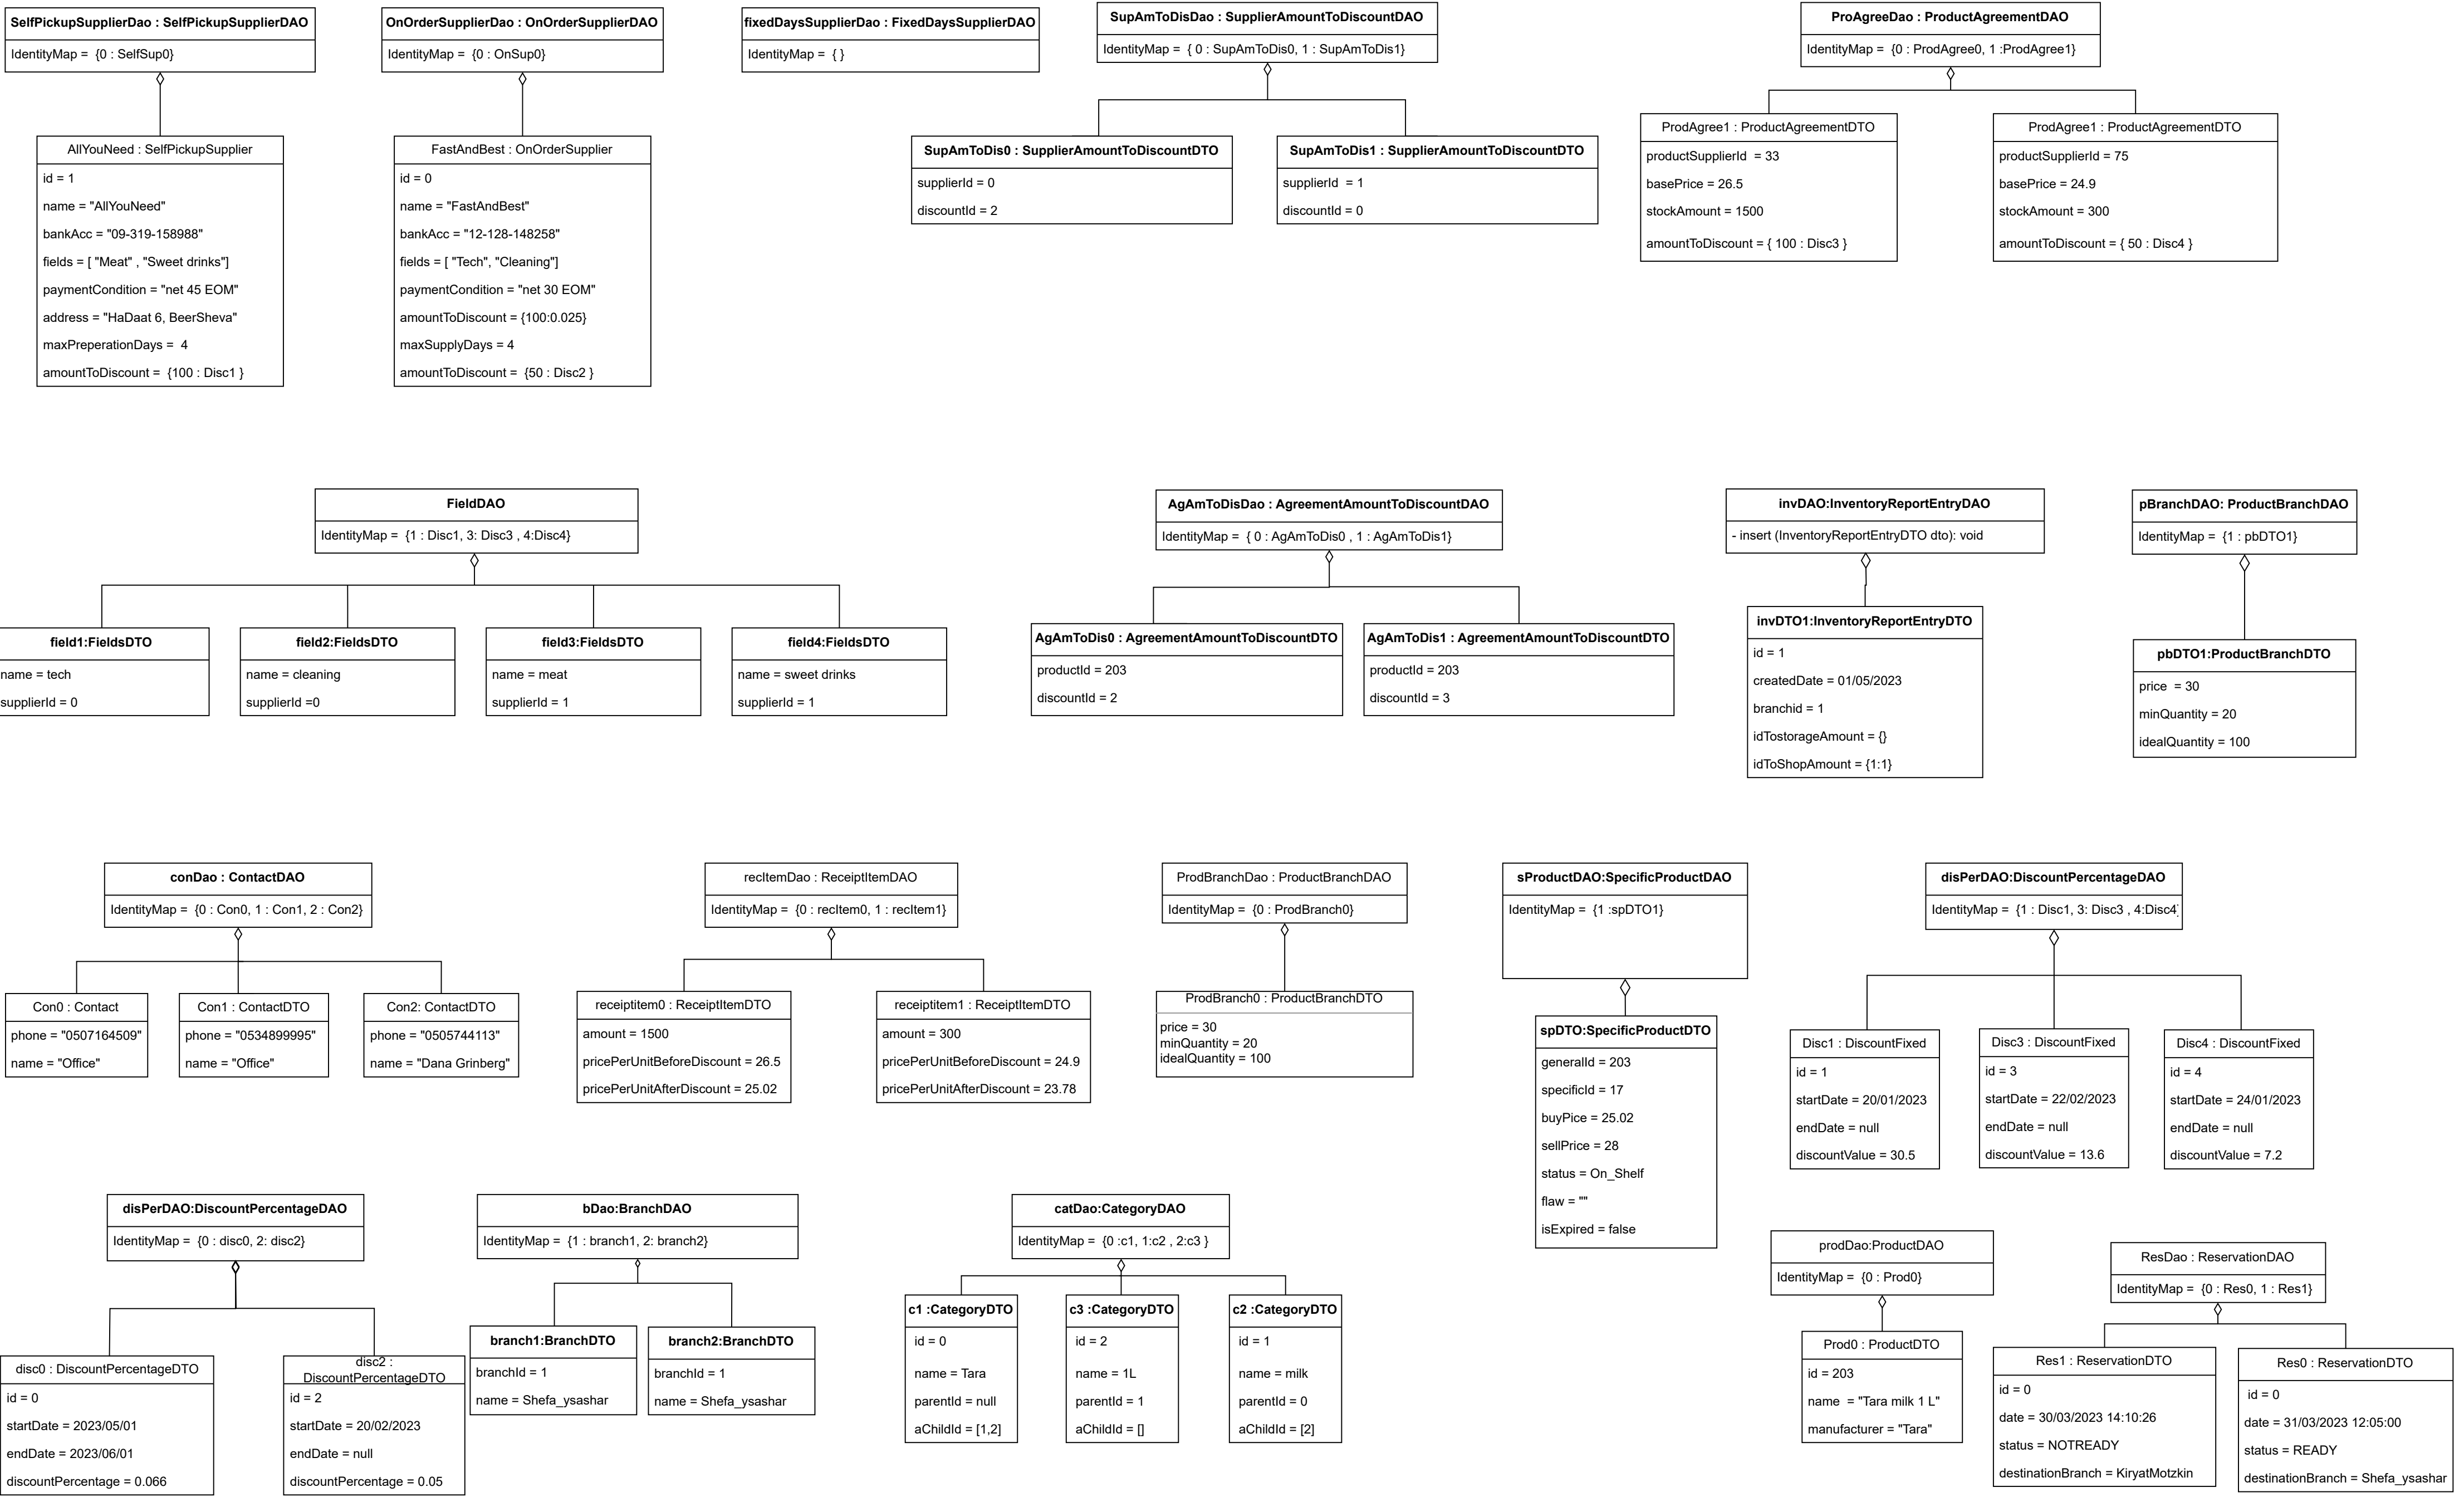 SelfPickupSupplierDao : SelfPickupSupplierDAO
IdentityMap =  {0 : SelfSup0}
AllYouNeed : SelfPickupSupplier
id = 1
name = "AllYouNeed"
bankAcc = "09-319-158988"
fields = [ "Meat" , "Sweet drinks"]
paymentCondition = "net 45 EOM"
address = "HaDaat 6, BeerSheva"
maxPreperationDays =  4
amountToDiscount =  {100 : Disc1 }
OnOrderSupplierDao : OnOrderSupplierDAO
IdentityMap =  {0 : OnSup0}
FastAndBest : OnOrderSupplier
id = 0
name = "FastAndBest"
bankAcc = "12-128-148258"
fields = [ "Tech", "Cleaning"]
paymentCondition = "net 30 EOM"
amountToDiscount = {100:0.025}
maxSupplyDays = 4
amountToDiscount =  {50 : Disc2 }
fixedDaysSupplierDao : FixedDaysSupplierDAO
IdentityMap =  { }
SupAmToDisDao : SupplierAmountToDiscountDAO
IdentityMap =  { 0 : SupAmToDis0, 1 : SupAmToDis1}
SupAmToDis0 : SupplierAmountToDiscountDTO
supplierId = 0
discountId = 2
SupAmToDis1 : SupplierAmountToDiscountDTO
supplierId  = 1
discountId = 0
ProAgreeDao : ProductAgreementDAO
IdentityMap =  {0 : ProdAgree0, 1 :ProdAgree1}
ProdAgree1 : ProductAgreementDTO
productSupplierId  = 33
basePrice = 26.5
stockAmount = 1500
amountToDiscount = { 100 : Disc3 }
ProdAgree1 : ProductAgreementDTO
productSupplierId = 75
basePrice = 24.9
stockAmount = 300
amountToDiscount = { 50 : Disc4 }
FieldDAO
IdentityMap =  {1 : Disc1, 3: Disc3 , 4:Disc4}
field1:FieldsDTO
name = tech
supplierId = 0
field2:FieldsDTO
name = cleaning
supplierId =0
field3:FieldsDTO
name = meat
supplierId = 1
field4:FieldsDTO
name = sweet drinks
supplierId = 1
AgAmToDisDao : AgreementAmountToDiscountDAO
IdentityMap =  { 0 : AgAmToDis0 , 1 : AgAmToDis1}
AgAmToDis0 : AgreementAmountToDiscountDTO
productId = 203
discountId = 2
AgAmToDis1 : AgreementAmountToDiscountDTO
productId = 203
discountId = 3
invDAO:InventoryReportEntryDAO
- insert (InventoryReportEntryDTO dto): void
invDTO1:InventoryReportEntryDTO
id = 1
createdDate = 01/05/2023
branchid = 1
idTostorageAmount = {}
idToShopAmount = {1:1}
pBranchDAO: ProductBranchDAO
IdentityMap =  {1 : pbDTO1}
pbDTO1:ProductBranchDTO
price  = 30
minQuantity = 20
idealQuantity = 100
conDao : ContactDAO
IdentityMap =  {0 : Con0, 1 : Con1, 2 : Con2}
Con0 : Contact
phone = "0507164509"
name = "Office"
Con1 : ContactDTO
phone = "0534899995"
name = "Office"
Con2: ContactDTO
phone = "0505744113"
name = "Dana Grinberg"
recItemDao : ReceiptItemDAO
IdentityMap =  {0 : recItem0, 1 : recItem1}
receiptitem0 : ReceiptItemDTO
amount = 1500
pricePerUnitBeforeDiscount = 26.5
pricePerUnitAfterDiscount = 25.02
receiptitem1 : ReceiptItemDTO
amount = 300
pricePerUnitBeforeDiscount = 24.9
pricePerUnitAfterDiscount = 23.78
ProdBranchDao : ProductBranchDAO
IdentityMap =  {0 : ProdBranch0}
ProdBranch0 : ProductBranchDTO
price = 30
minQuantity = 20
idealQuantity = 100
sProductDAO:SpecificProductDAO
IdentityMap =  {1 :spDTO1}
spDTO:SpecificProductDTO
generalId = 203
specificId = 17
buyPice = 25.02
sellPrice = 28
status = On_Shelf
flaw = ""
isExpired = false
disPerDAO:DiscountPercentageDAO
IdentityMap =  {1 : Disc1, 3: Disc3 , 4:Disc4
Disc1 : DiscountFixed
id = 1
startDate = 20/01/2023
endDate = null
discountValue = 30.5
Disc3 : DiscountFixed
id = 3
startDate = 22/02/2023
endDate = null
discountValue = 13.6
Disc4 : DiscountFixed
id = 4
startDate = 24/01/2023
endDate = null
discountValue = 7.2
disPerDAO:DiscountPercentageDAO
IdentityMap =  {0 : disc0, 2: disc2}
disc0 : DiscountPercentageDTO
id = 0
startDate = 2023/05/01
endDate = 2023/06/01
discountPercentage = 0.066
disc2 :
DiscountPercentageDTO
id = 2
startDate = 20/02/2023
endDate = null
discountPercentage = 0.05
bDao:BranchDAO
IdentityMap =  {1 : branch1, 2: branch2}
branch1:BranchDTO
branchId = 1
name = Shefa_ysashar
branch2:BranchDTO
branchId = 1
name = Shefa_ysashar
catDao:CategoryDAO
IdentityMap =  {0 :c1, 1:c2 , 2:c3 }
c1 :CategoryDTO
id = 0
name = Tara
parentId = null
aChildId = [1,2]
c3 :CategoryDTO
id = 2
name = 1L
parentId = 1
aChildId = []
c2 :CategoryDTO
id = 1
name = milk
parentId = 0
aChildId = [2]
prodDao:ProductDAO
IdentityMap =  {0 : Prod0}
Prod0 : ProductDTO
id = 203
name  = "Tara milk 1 L"
manufacturer = "Tara"
ResDao : ReservationDAO
IdentityMap =  {0 : Res0, 1 : Res1}
Res1 : ReservationDTO
id = 0
date = 30/03/2023 14:10:26
status = NOTREADY
destinationBranch = KiryatMotzkin
Res0 : ReservationDTO
id = 0
date = 31/03/2023 12:05:00
status = READY
destinationBranch = Shefa_ysashar